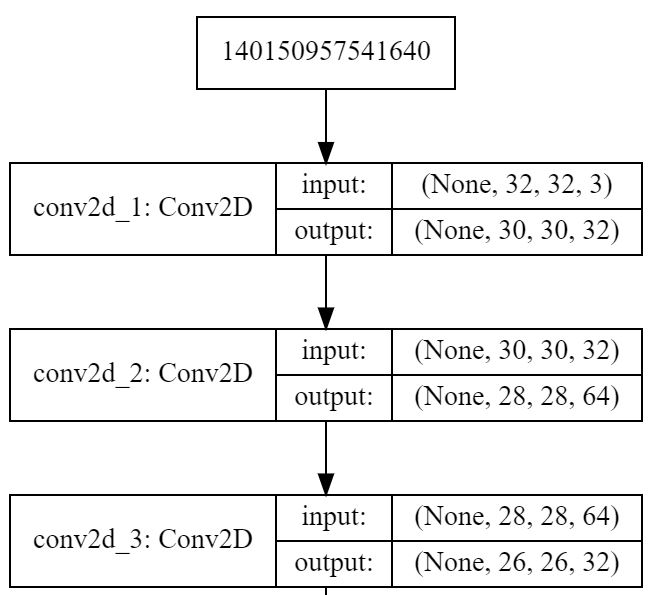 140150957541640
conv2d_1: Conv2D
input:
(None, 32, 32, 3)
output:
(None, 30, 30, 32)
conv2d_2: Conv2D
input:
(None, 30, 30, 32)
output:
(None, 28, 28, 64)
conv2d_3: Conv2D
input:
(None, 28, 28, 64)
output:
(None, 26, 26, 32)